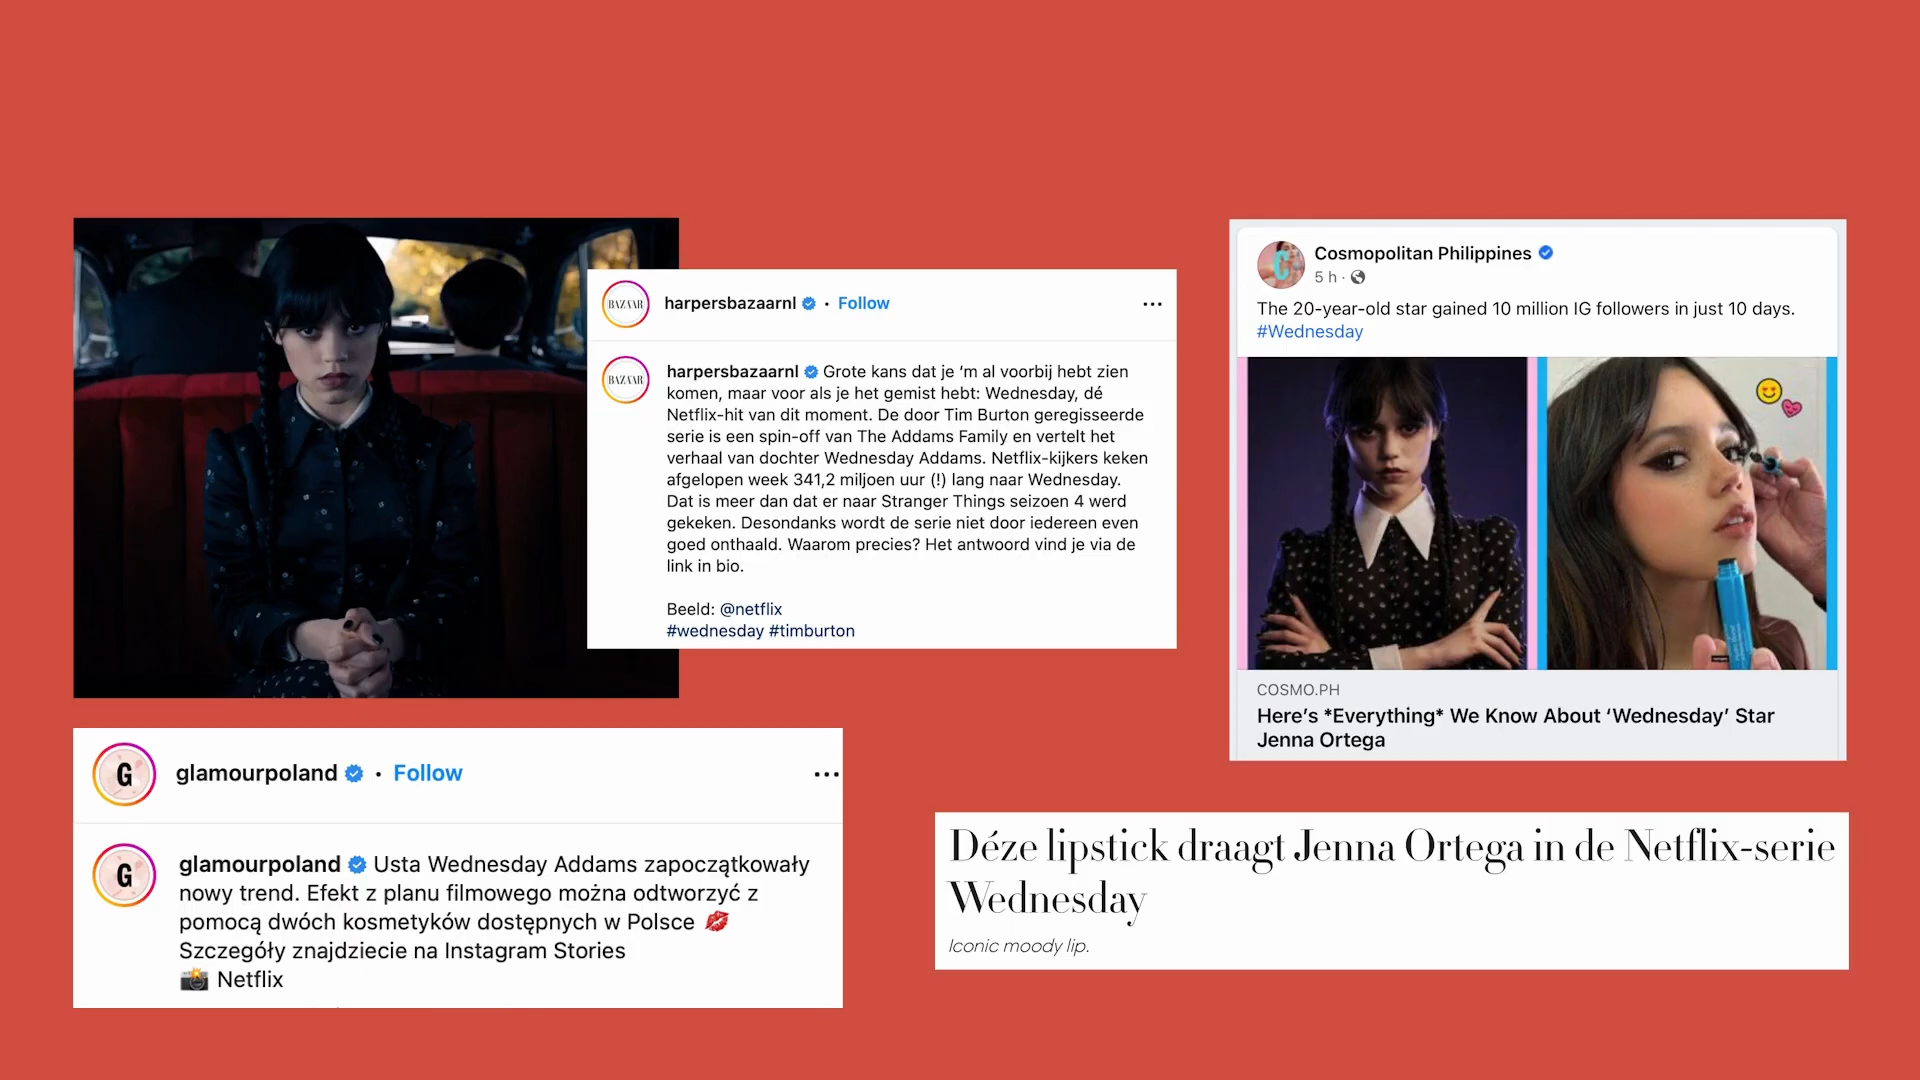 BAZAAR
harpersbazaarnl • Follow
BAZAAR
harpersbazaarnl Grote kans dat je ‘m al voorbij hebt zien
komen, maar voor als je het gemist hebt: Wednesday, dé
Netflix-hit van dit moment. De door Tim Burton geregisseerde
serie is een spin-off van The Addams Family en vertelt het
verhaal van dochter Wednesday Addams. Netflix-kijkers keken
afgelopen week 341,2 miljoen uur (!) lang naar Wednesday.
Dat is meer dan dat er naar Stranger Things seizoen 4 werd
gekeken. Desondanks wordt de serie niet door iedereen even
goed onthaald. Waarom precies? Het antwoord vind je via de
link in bio.
Beeld: @netflix
#wednesday #timburton
C
Cosmopolitan Philippines
5 h ·
The 20-year-old star gained 10 million IG followers in just 10 days.
#Wednesday
COSMO.PH
Here’s *Everything* We Know About ‘Wednesday’ Star
Jenna Ortega
G
glamourpoland • Follow
G
glamourpoland Usta Wednesday Addams zapoczątkowały
nowy trend. Efekt z planu filmowego można odtworzyć z
pomocą dwóch kosmetyków dostępnych w Polsce 💋
Szczegóły znajdziecie na Instagram Stories
📸 Netflix
Déze lipstick draagt Jenna Ortega in de Netflix-serie
Wednesday
Iconic moody lip.